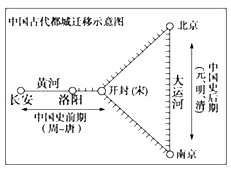 中国古代都城迁移示意图
北京
黄河
长安
洛阳
开封(宋)
大运河
中国史后期
(元、明、清)
中国史前期
(周~唐)
南京